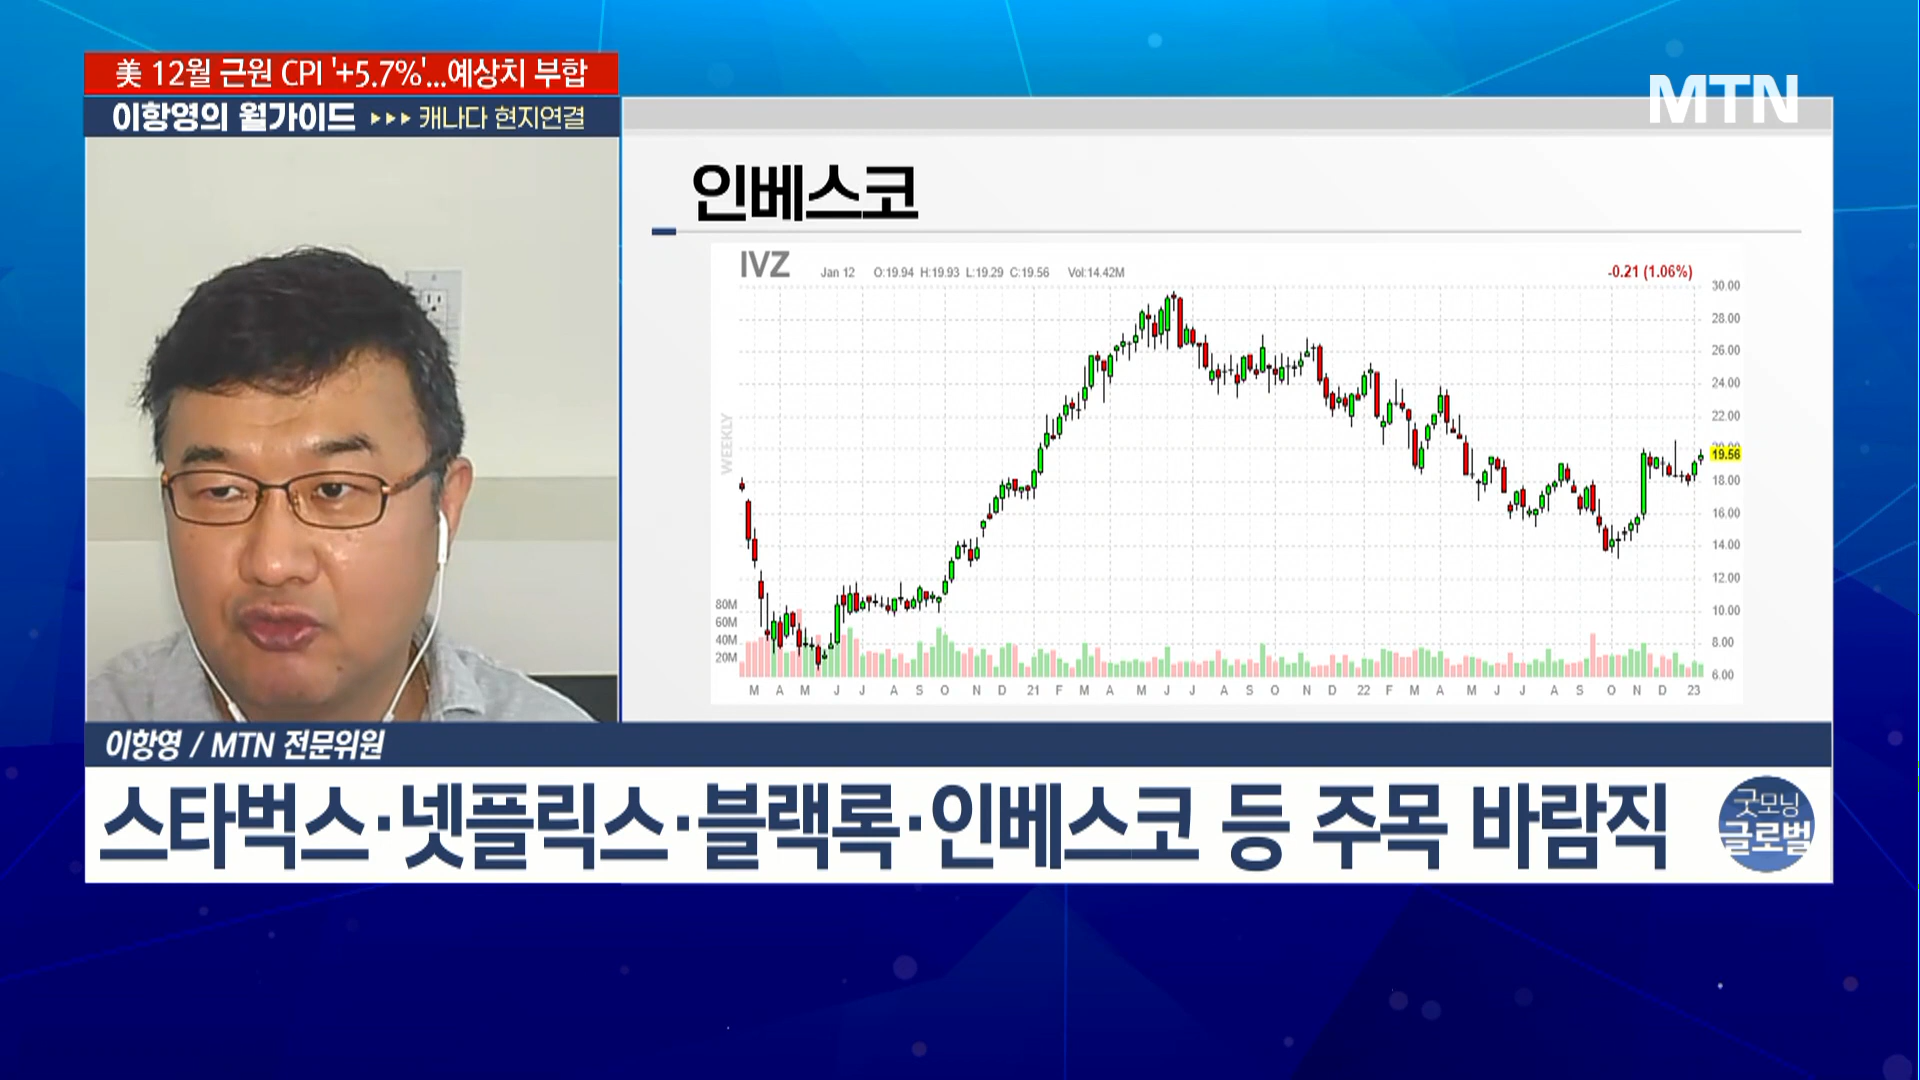 美 12월 근원 CPI '+5.7%'...예상치 부합
이항영의 월가이드 ▸▸▸ 캐나다 현지연결
MTN
인베스코
IVZ
Jan 12 O:19.94 H:19.93 L:19.29 C:19.56 Vol:14.42M
-0.21 (1.06%)
WEEKLY
30.00
28.00
26.00
24.00
22.00
20.00
19.56
18.00
16.00
14.00
12.00
10.00
8.00
6.00
80M
60M
40M
20M
M A M J J A S O N D 21 F M A M J J A S O N D 22 F M A M J J A S O N D 23
이항영 / MTN 전문위원
스타벅스·넷플릭스·블랙록·인베스코 등 주목 바람직
굿모닝
글로벌